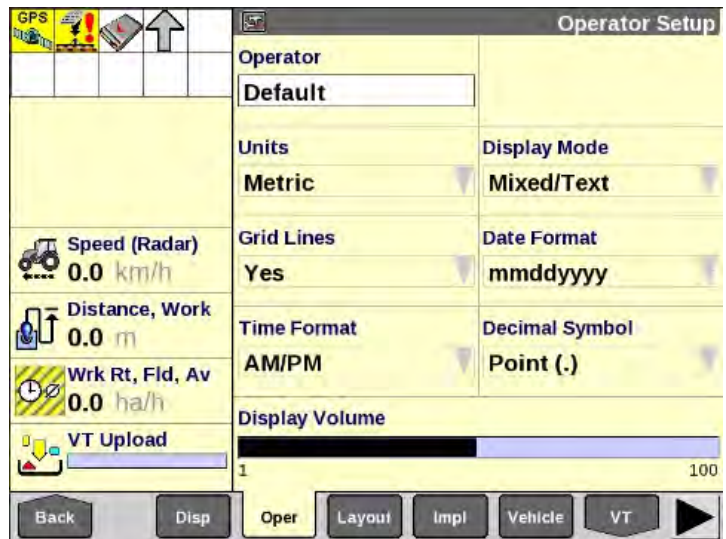 GPS
Operator Setup
Operator
Default
Units
Metric
Display Mode
Mixed/Text
Grid Lines
Yes
Date Format
mmddyyyy
Time Format
AM/PM
Decimal Symbol
Point (.)
Display Volume
1
100
Speed (Radar)
0.0 km/h
Distance, Work
0.0 m
Wrk Rt, Fld, Av
0.0 ha/h
VT Upload
Back
Disp
Oper
Layout
Impl
Vehicle
VT